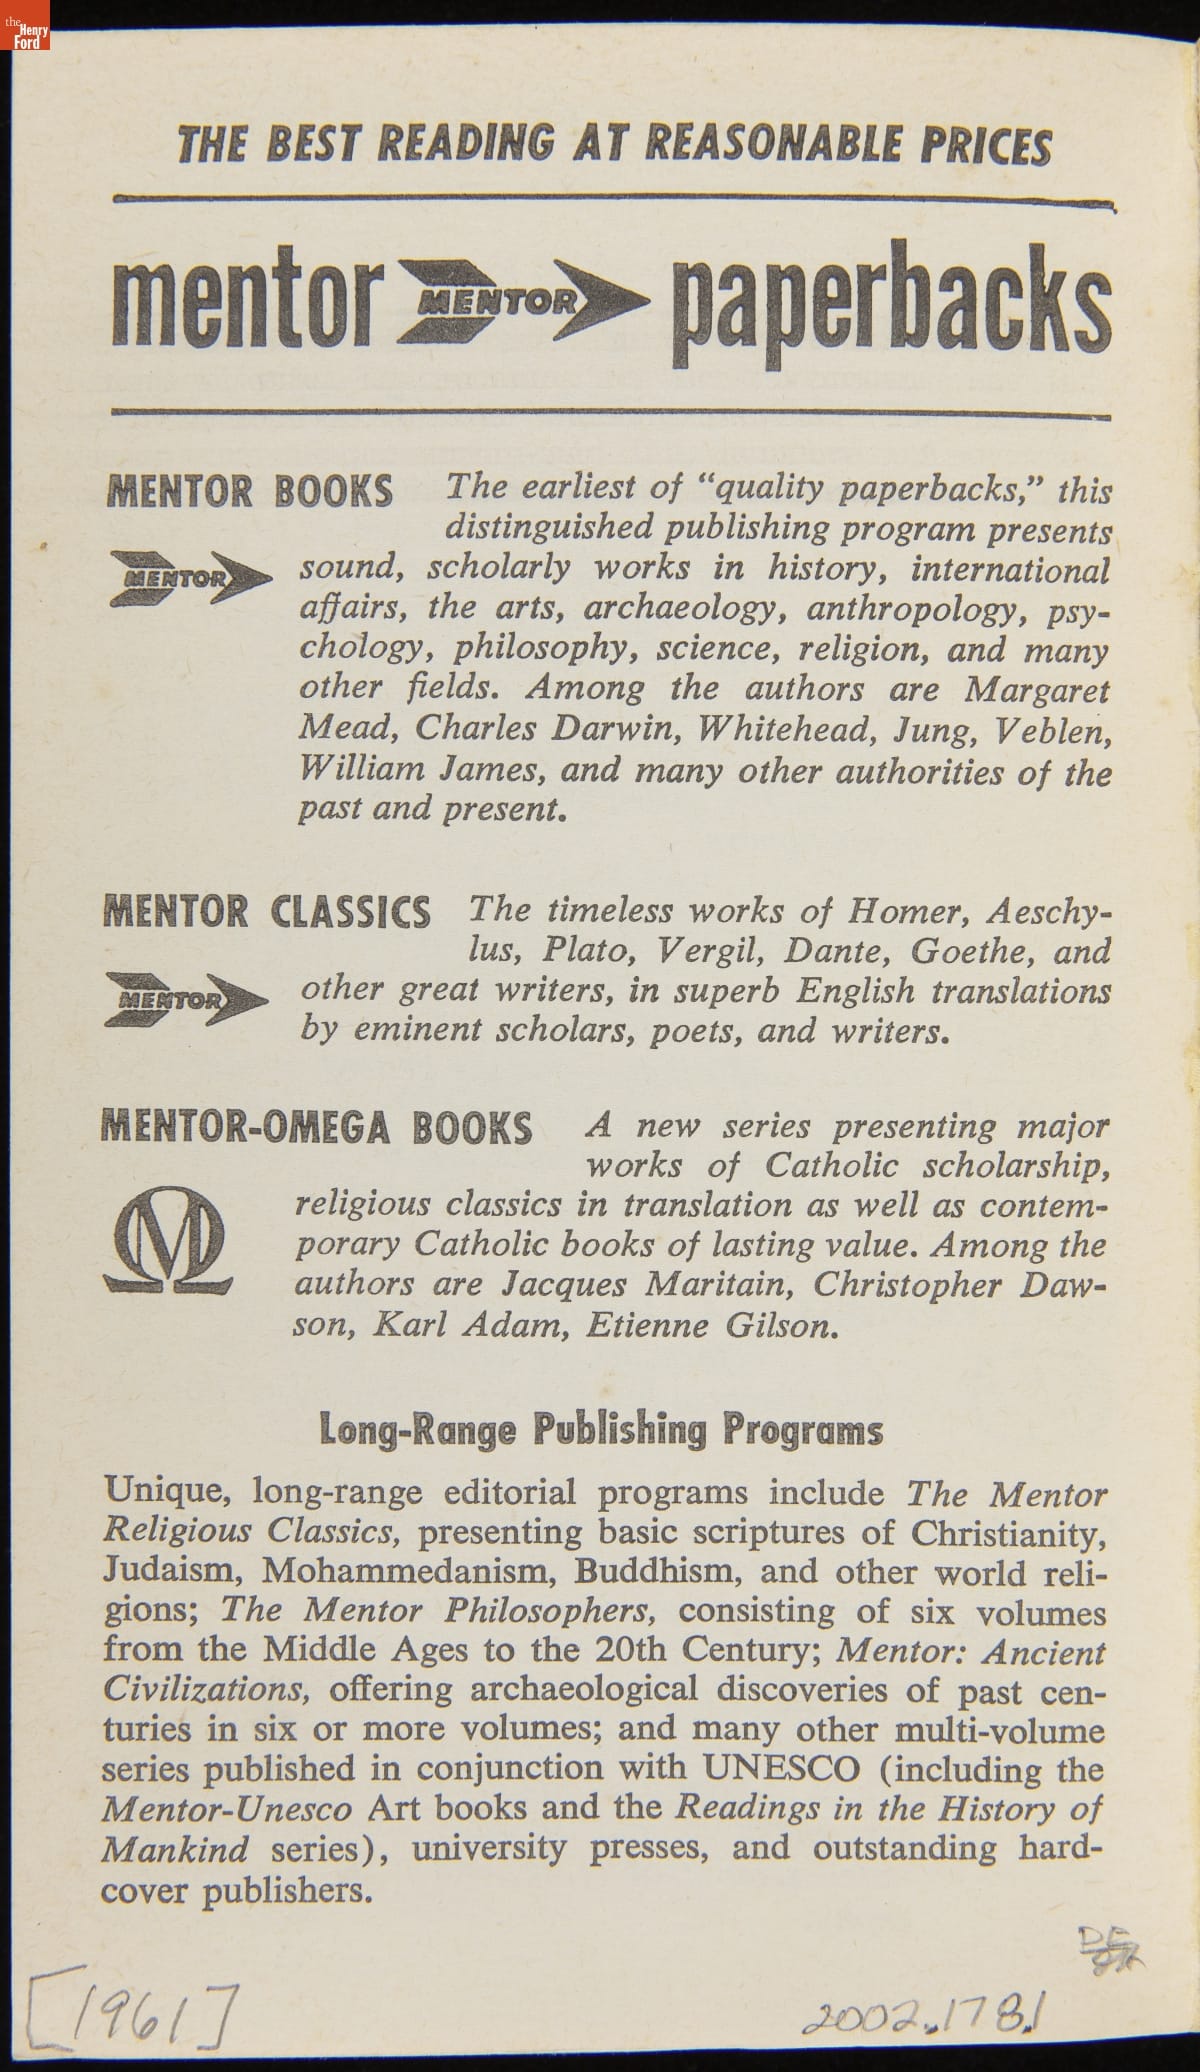 the
Henry
Ford
THE BEST READING AT REASONABLE PRICES
mentor MENTOR paperbacks
MENTOR BOOKS The earliest of “quality paperbacks,” this
distinguished publishing program presents
MENTOR sound, scholarly works in history, international
affairs, the arts, archaeology, anthropology, psy-
chology, philosophy, science, religion, and many
other fields. Among the authors are Margaret
Mead, Charles Darwin, Whitehead, Jung, Veblen,
William James, and many other authorities of the
past and present.
MENTOR CLASSICS The timeless works of Homer, Aeschy-
lus, Plato, Vergil, Dante, Goethe, and
MENTOR other great writers, in superb English translations
by eminent scholars, poets, and writers.
MENTOR-OMEGA BOOKS A new series presenting major
works of Catholic scholarship,
religious classics in translation as well as contem-
porary Catholic books of lasting value. Among the
authors are Jacques Maritain, Christopher Daw-
son, Karl Adam, Etienne Gilson.
Long-Range Publishing Programs
Unique, long-range editorial programs include The Mentor
Religious Classics, presenting basic scriptures of Christianity,
Judaism, Mohammedanism, Buddhism, and other world reli-
gions; The Mentor Philosophers, consisting of six volumes
from the Middle Ages to the 20th Century; Mentor: Ancient
Civilizations, offering archaeological discoveries of past cen-
turies in six or more volumes; and many other multi-volume
series published in conjunction with UNESCO (including the
Mentor-Unesco Art books and the Readings in the History of
Mankind series), university presses, and outstanding hard-
cover publishers.
[1961]
2002.178.1